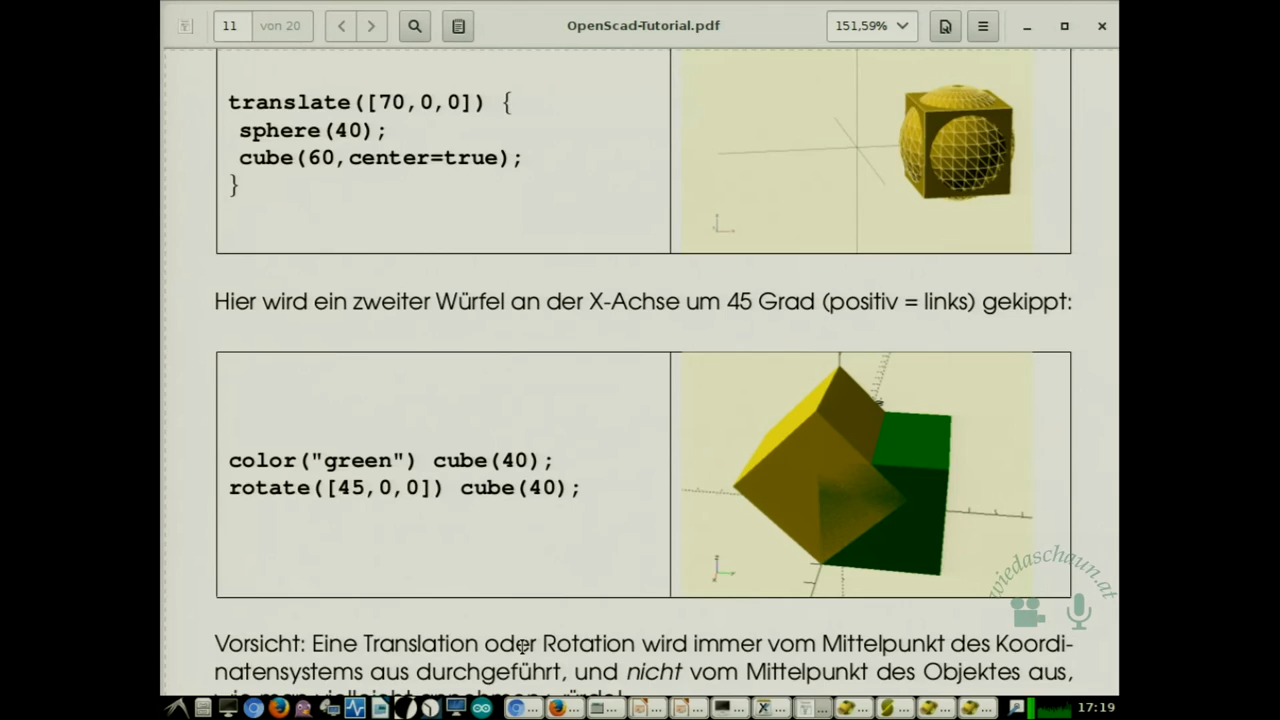 11 von 20 OpenScad-Tutorial.pdf 151,59%
translate([70,0,0]) {
sphere(40);
cube(60,center=true);
}
Hier wird ein zweiter Würfel an der X-Achse um 45 Grad (positiv = links) gekippt:
color("green") cube(40);
rotate([45,0,0]) cube(40);
wiedaschaun.at
Vorsicht: Eine Translation oder Rotation wird immer vom Mittelpunkt des Koordi-
natensystems aus durchgeführt, und nicht vom Mittelpunkt des Objektes aus,
17:19